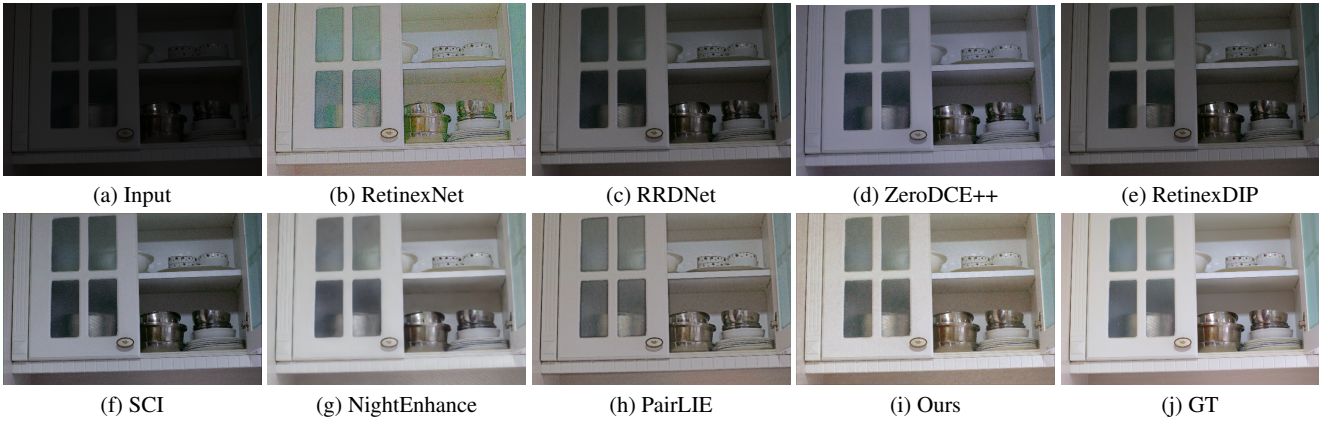 (a) Input (b) RetinexNet (c) RRDNet (d) ZeroDCE++ (e) RetinexDIP
(f) SCI (g) NightEnhance (h) PairLIE (i) Ours (j) GT